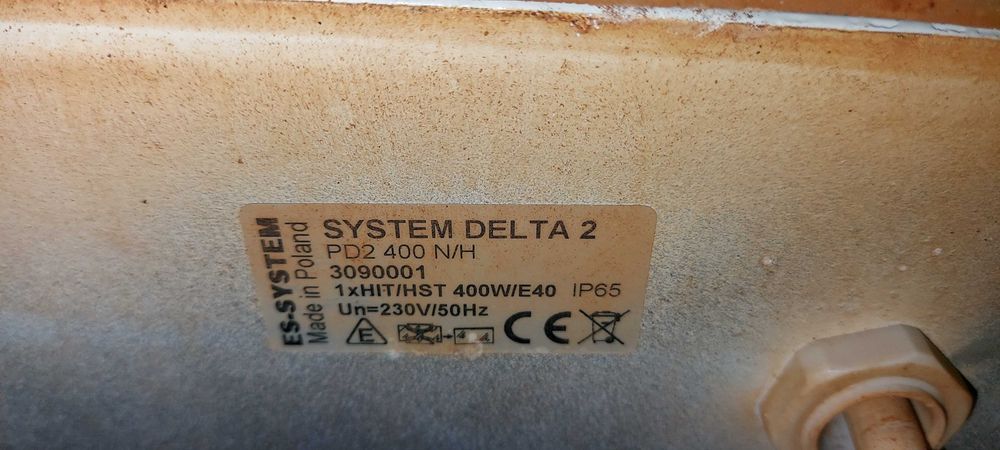 ES-SYSTEM
Made in Poland
SYSTEM DELTA 2
PD2 400 N/H
3090001
1xHIT/HST 400W/E40 IP65
Un=230V/50Hz
E CE